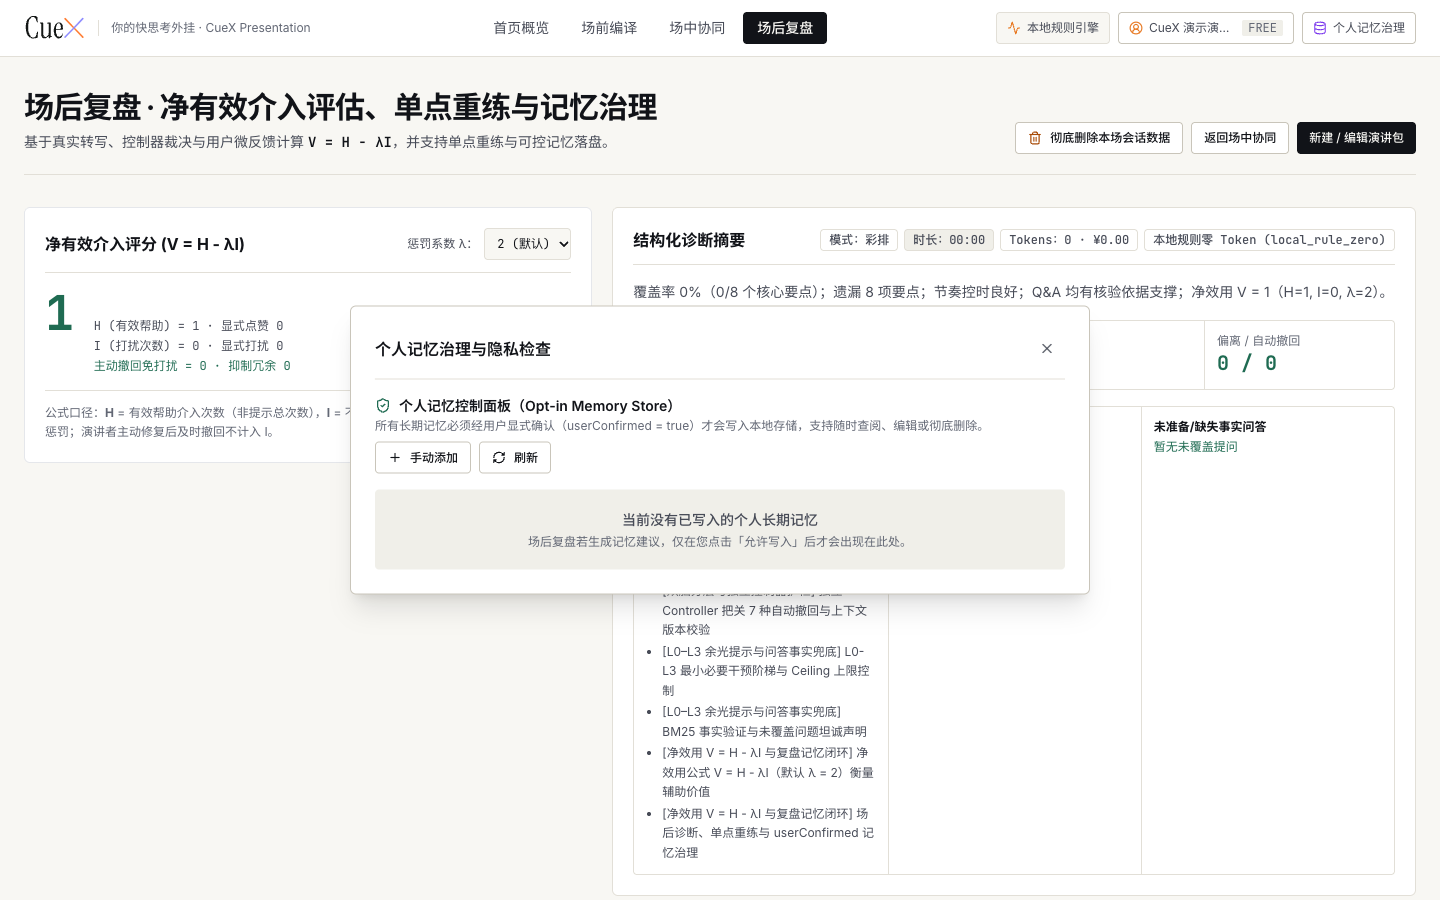 CueX
你的快思考外挂 · CueX Presentation
首页概览
场前编译
场中协同
场后复盘
本地规则引擎
CueX 演示演...
FREE
个人记忆治理
场后复盘 · 净有效介入评估、单点重练与记忆治理
基于真实转写、控制器裁决与用户微反馈计算 V = H - λI，并支持单点重练与可控记忆落盘。
彻底删除本场会话数据
返回场中协同
新建 / 编辑演讲包
净有效介入评分 (V = H - λI)
惩罚系数 λ：
2 (默认)
1
H (有效帮助) = 1 · 显式点赞 0
I (打扰次数) = 0 · 显式打扰 0
主动撤回免打扰 = 0 · 抑制冗余 0
公式口径：H = 有效帮助介入次数（非提示总次数），I =
惩罚；演讲者主动修复后及时撤回不计入 I。
结构化诊断摘要
模式：彩排
时长：00:00
Tokens: 0 · ¥0.00
本地规则零 Token (local_rule_zero)
覆盖率 0%（0/8 个核心要点）；遗漏 8 项要点；节奏控时良好；Q&A 均有核验依据支撑；净效用 V = 1（H=1, I=0, λ=2）。
偏离 / 自动撤回
0 / 0
未准备/缺失事实问答
暂无未覆盖提问
个人记忆治理与隐私检查
个人记忆控制面板（Opt-in Memory Store）
所有长期记忆必须经用户显式确认（userConfirmed = true）才会写入本地存储，支持随时查阅、编辑或彻底删除。
手动添加
刷新
当前没有已写入的个人长期记忆
场后复盘若生成记忆建议，仅在您点击「允许写入」后才会出现在此处。
Controller 把关 7 种自动撤回与上下文
版本校验
[L0–L3 余光提示与问答事实兜底] L0-
L3 最小必要干预阶梯与 Ceiling 上限控
制
[L0–L3 余光提示与问答事实兜底]
BM25 事实验证与未覆盖问题坦诚声明
[净效用 V = H - λI 与复盘记忆闭环] 净
效用公式 V = H - λI（默认 λ = 2）衡量
辅助价值
[净效用 V = H - λI 与复盘记忆闭环] 场
后诊断、单点重练与 userConfirmed 记
忆治理